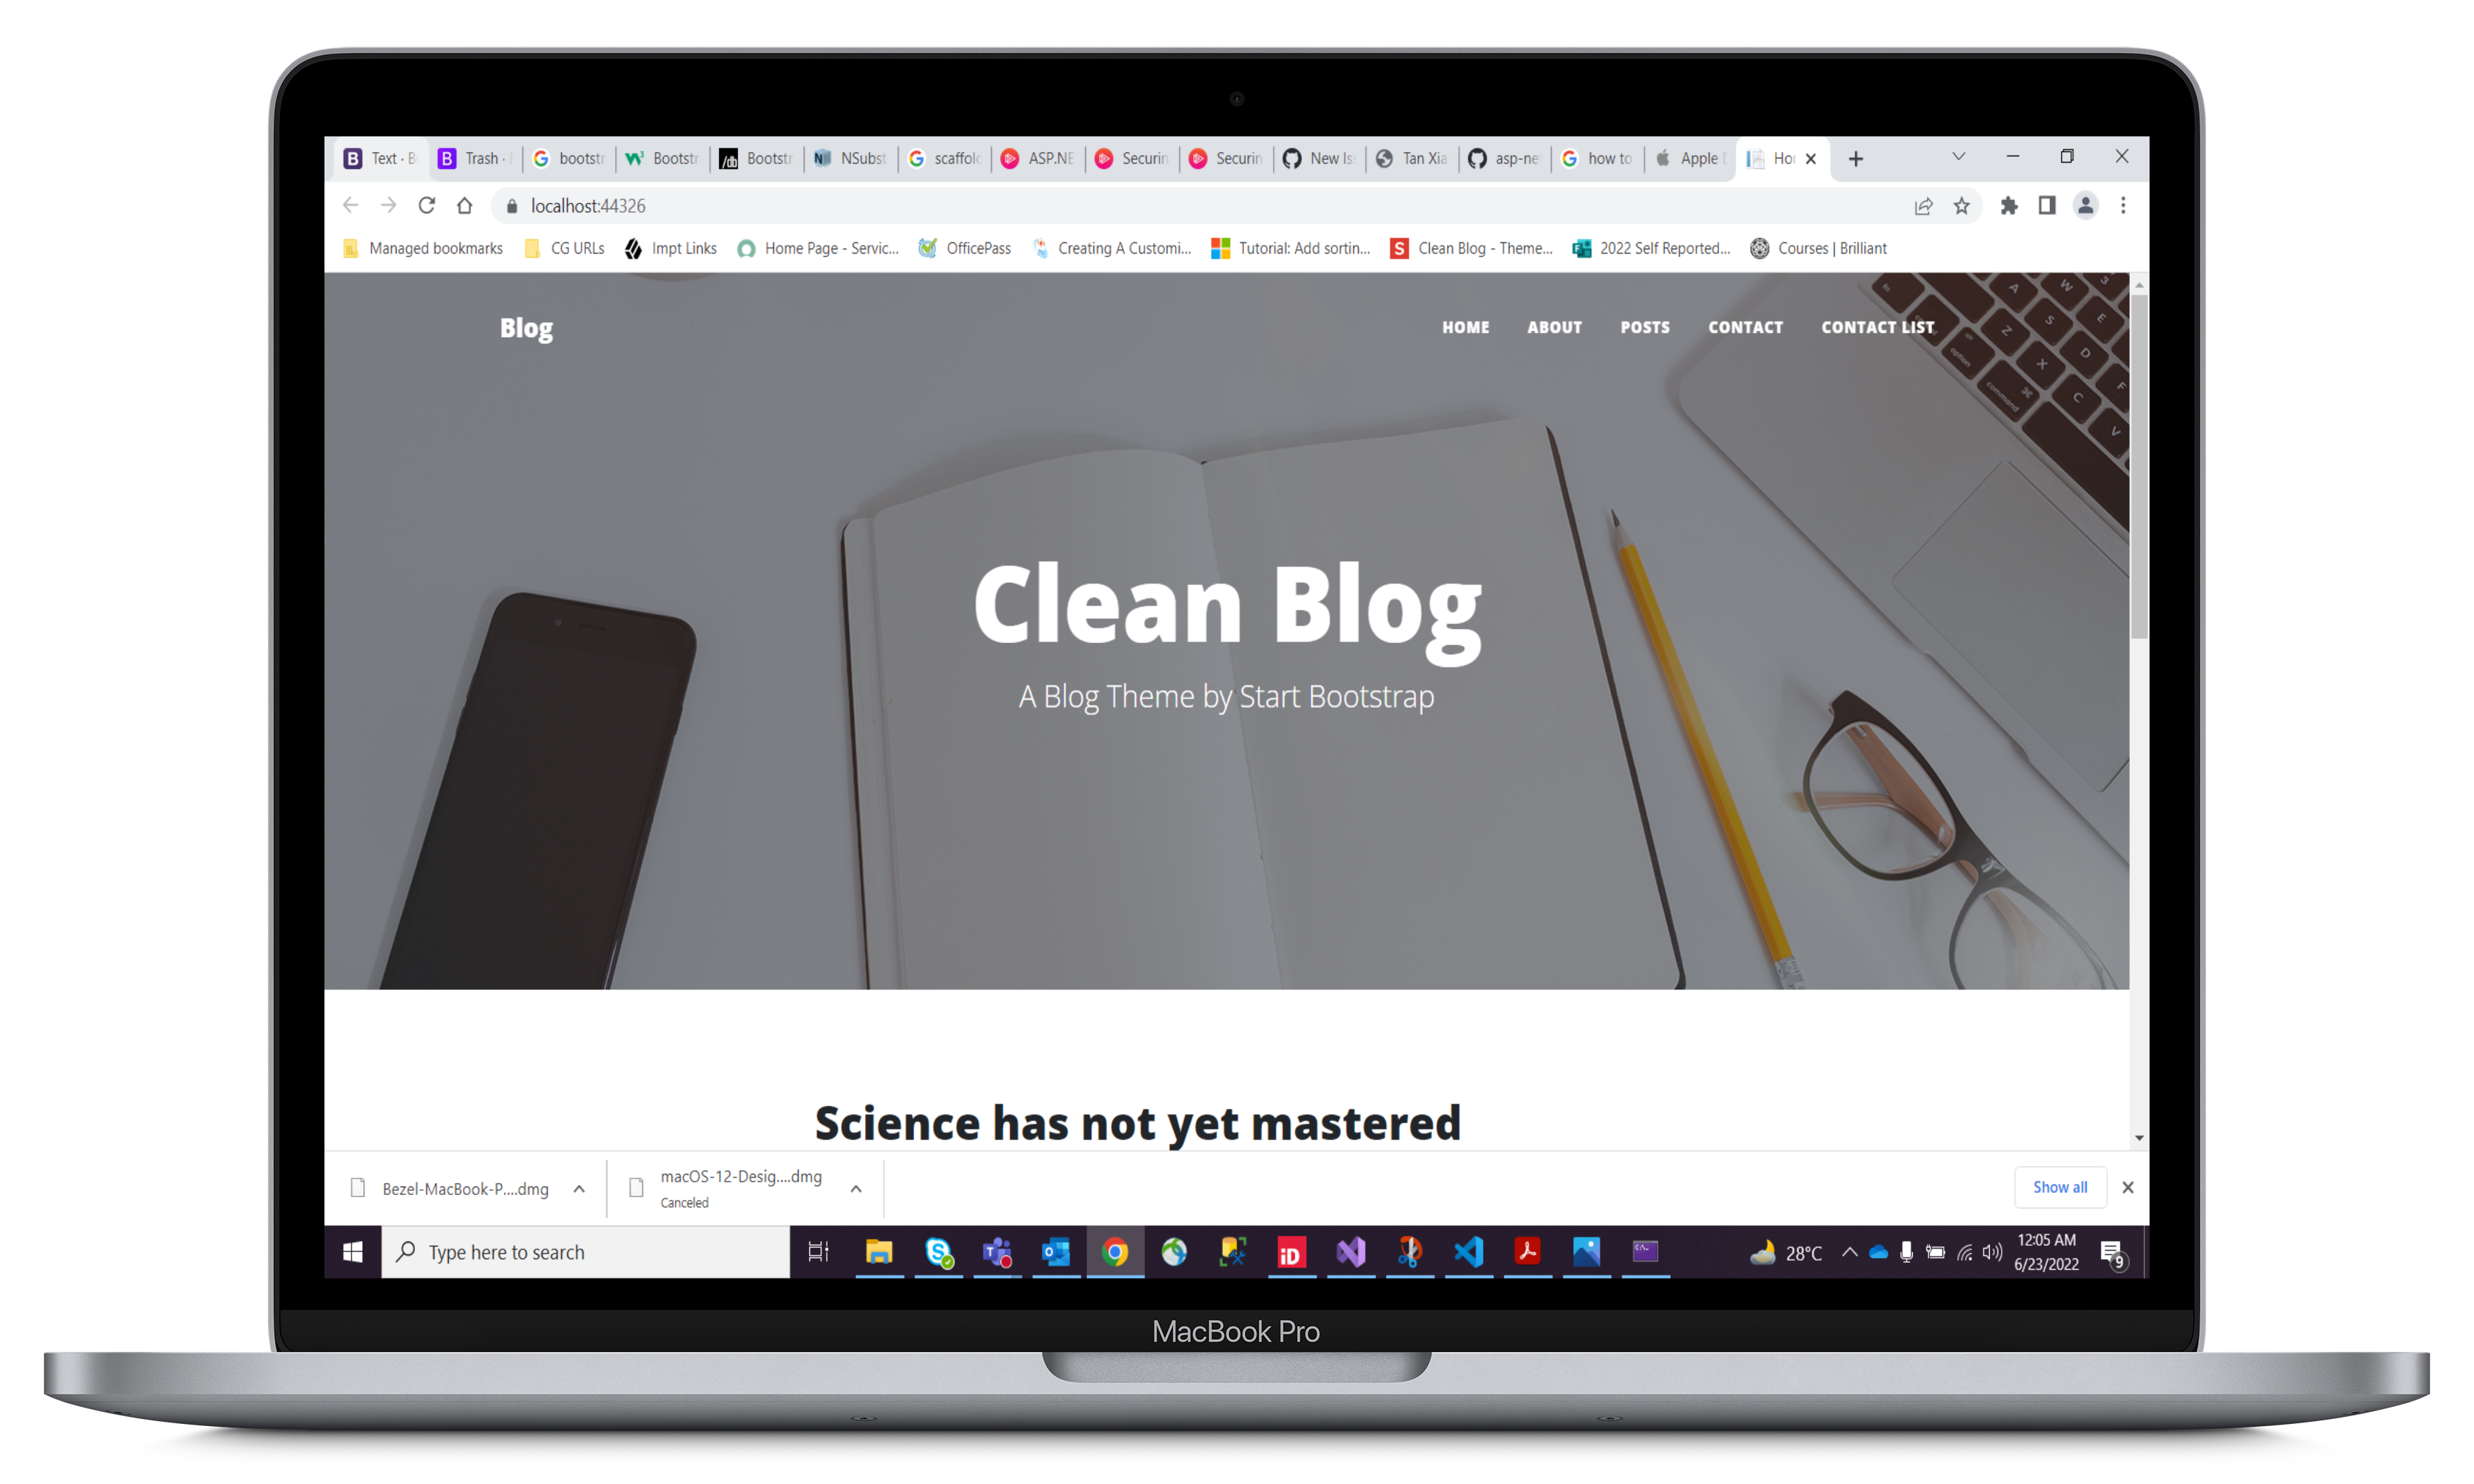 Text · B
Trash ·
bootstr
Bootstr
Bootstr
NSubst
scaffold
ASP.NE
Securin
Securin
New Is
Tan Xia
asp-ne
how to
Apple
Hor
localhost:44326
Managed bookmarks
CG URLs
Impt Links
Home Page - Servic...
OfficePass
Creating A Customi...
Tutorial: Add sortin...
Clean Blog - Theme...
2022 Self Reported...
Courses | Brilliant
Blog
HOME
ABOUT
POSTS
CONTACT
CONTACT LIST
Clean Blog
A Blog Theme by Start Bootstrap
Science has not yet mastered
Bezel-MacBook-P....dmg
macOS-12-Desig....dmg
Canceled
Show all
Type here to search
28°C
12:05 AM
6/23/2022
9
MacBook Pro